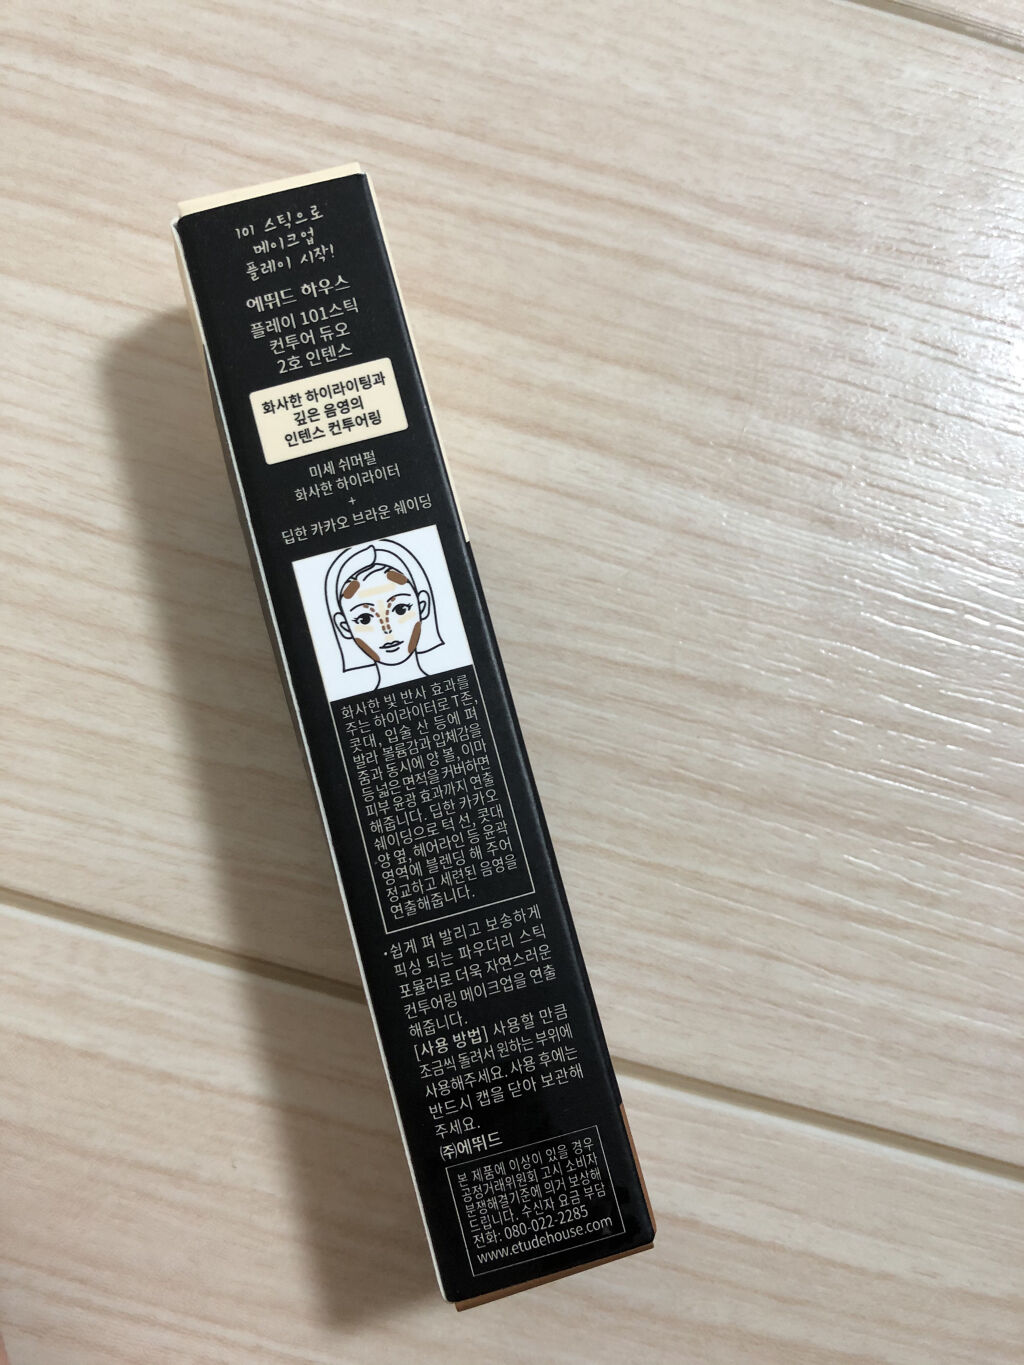 101 스틱으로
메이크업
플레이 시작!
에뛰드 하우스
플레이 101스틱
컨투어 듀오
2호 인텐스
화사한 하이라이팅과
깊은 음영의
인텐스 컨투어링
미세 쉬머펄
화사한 하이라이터
+
딥한 카카오 브라운 쉐이딩
화사한 빛 반사 효과를
주는 하이라이터로 T존,
콧대, 입술 산 등에 펴
발라 볼륨감과 입체감을
줌과 동시에 앞 볼, 이마
등 넓은 면적을 커버하면
피부 윤광 효과까지 연출
해줍니다. 딥한 카카오
쉐이딩으로 턱 선, 콧대
양 옆, 헤어라인 등 윤곽
영역에 블렌딩 해 주어
정교하고 세련된 음영을
연출해줍니다.
•쉽게 펴 발리고 보송하게
픽싱 되는 파우더리 스틱
포뮬러로 더욱 자연스러운
컨투어링 메이크업을 연출
해줍니다.
[사용 방법] 사용할 만큼
조금씩 돌려서 원하는 부위에
사용해주세요. 사용 후에는
반드시 캡을 닫아 보관해
주세요.
㈜에뛰드
본 제품에 이상이 있을 경우
공정거래위원회 고시 소비자
분쟁해결기준에 의거 보상해
드립니다. 수신자 요금 부담
전화: 080-022-2285
www.etudehouse.com